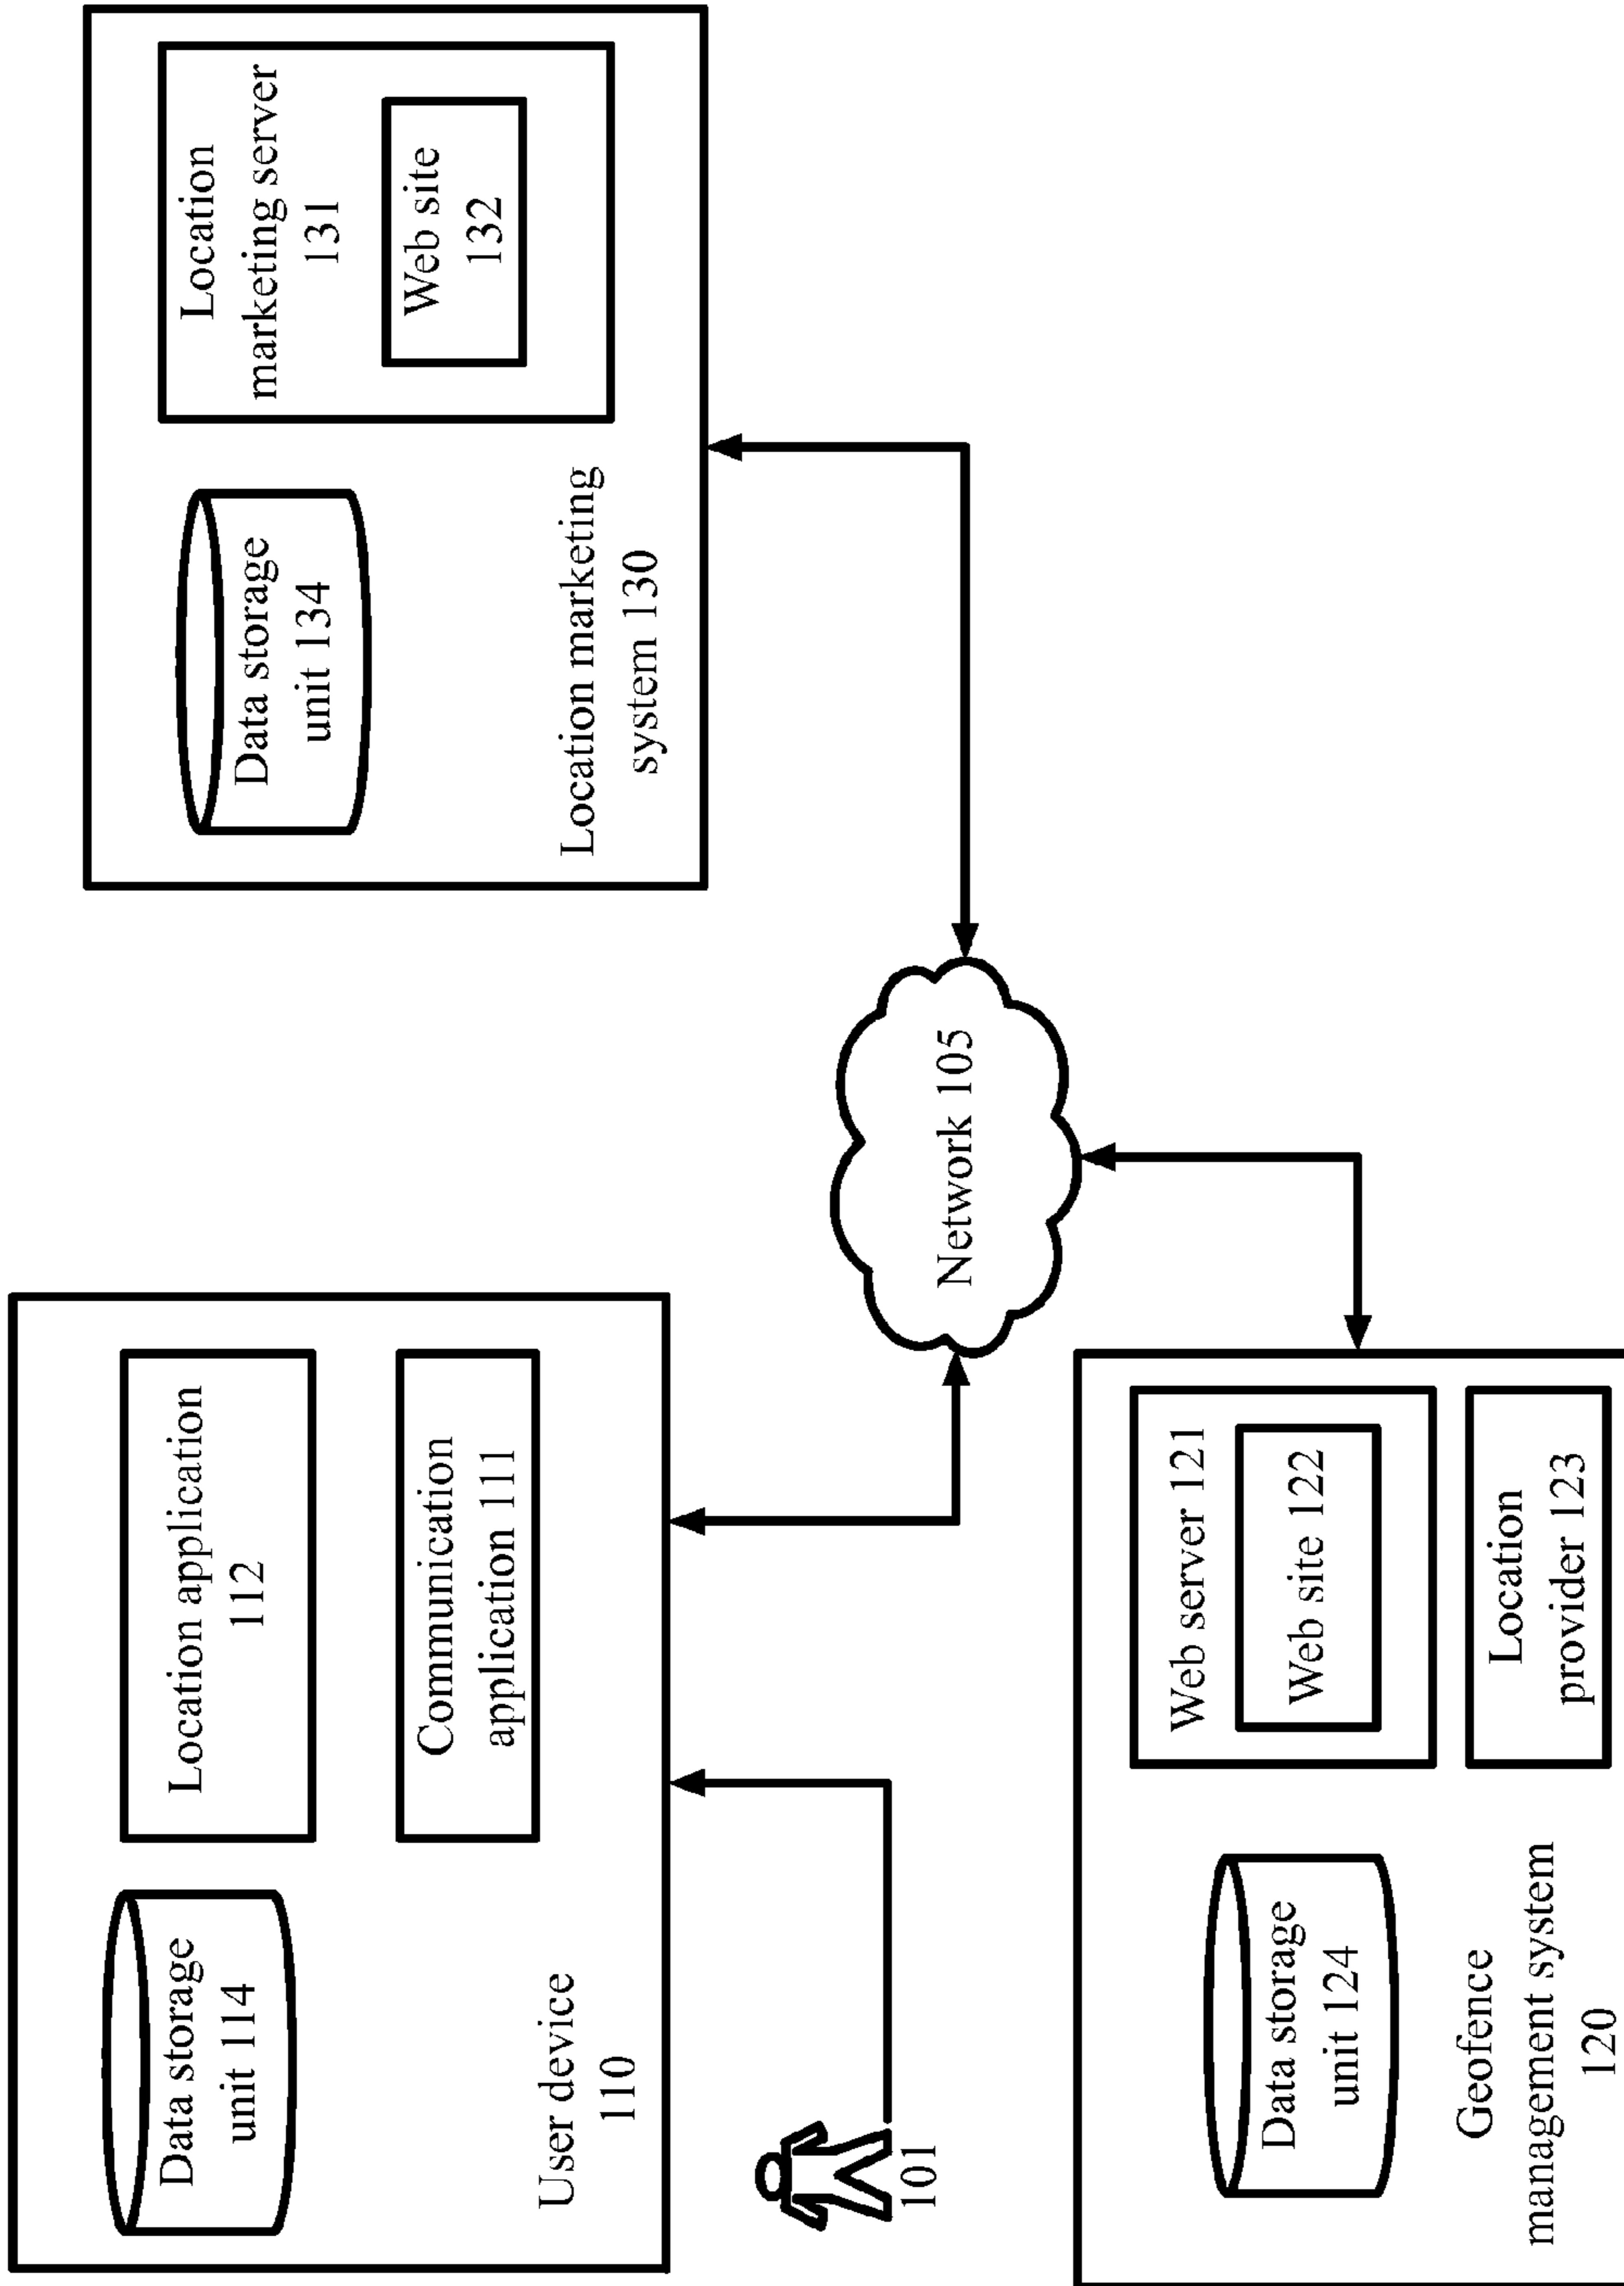 Data storage
unit 114
Location application
112
Communication
application 111
User device
110
101
Data storage
unit 134
Location
marketing server
131
Web site
132
Location marketing
system 130
Network 105
Data storage
unit 124
Web server 121
Web site 122
Location
provider 123
Geofence
management system
120